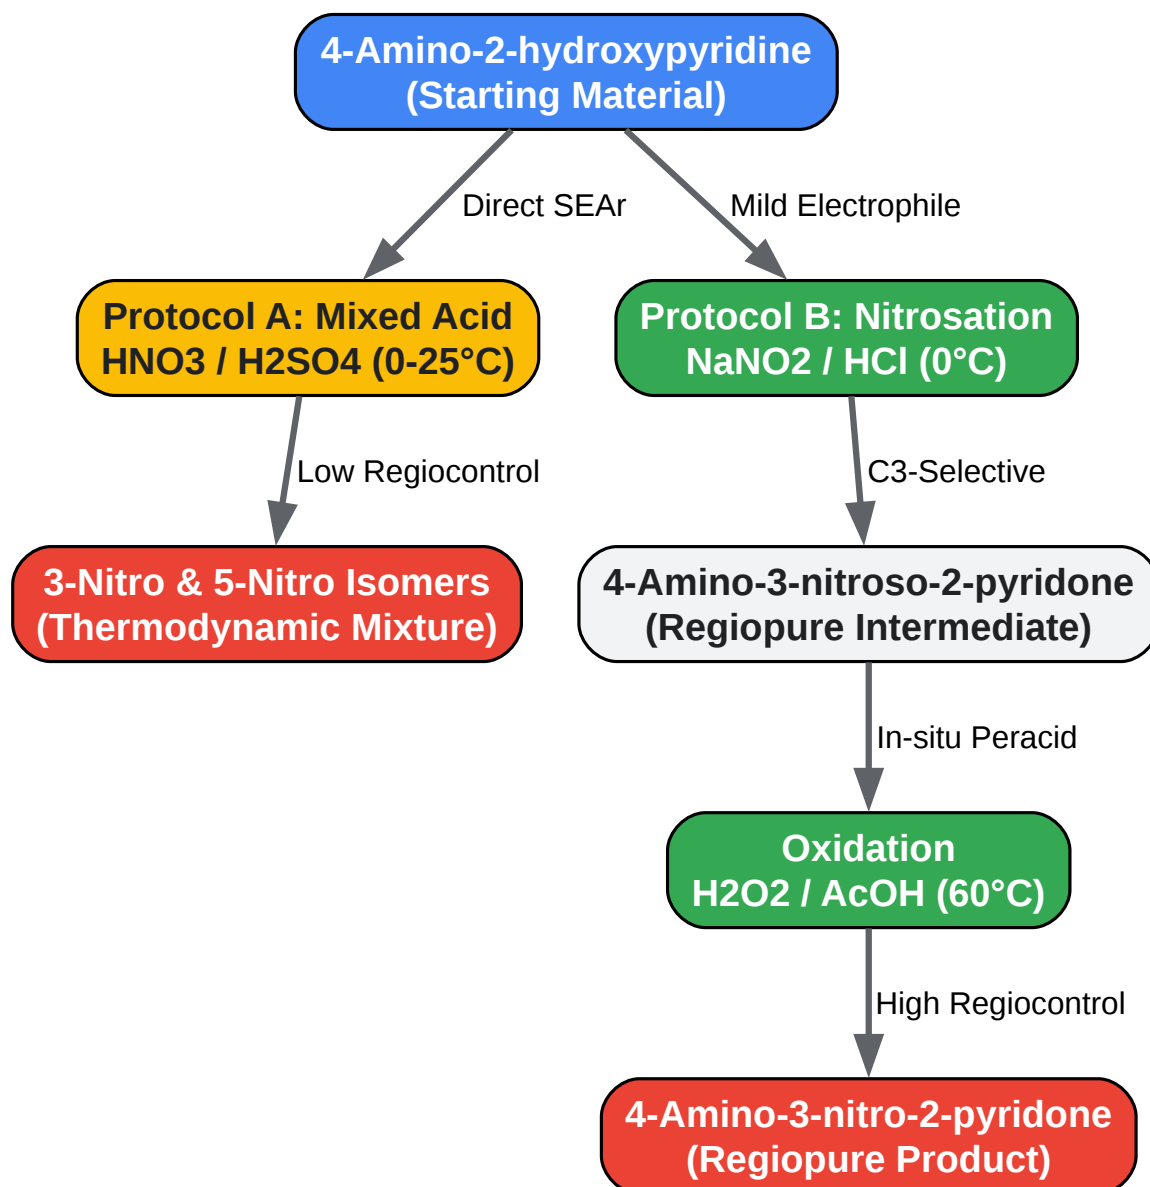 4-Amino-2-hydroxypyridine
(Starting Material)
Direct SEAr
Mild Electrophile
Protocol A: Mixed Acid
HNO3 / H2SO4 (0-25°C)
Protocol B: Nitrosation
NaNO2 / HCl (0°C)
Low Regiocontrol
C3-Selective
3-Nitro & 5-Nitro Isomers
(Thermodynamic Mixture)
4-Amino-3-nitroso-2-pyridone
(Regiopure Intermediate)
In-situ Peracid
Oxidation
H2O2 / AcOH (60°C)
High Regiocontrol
4-Amino-3-nitro-2-pyridone
(Regiopure Product)